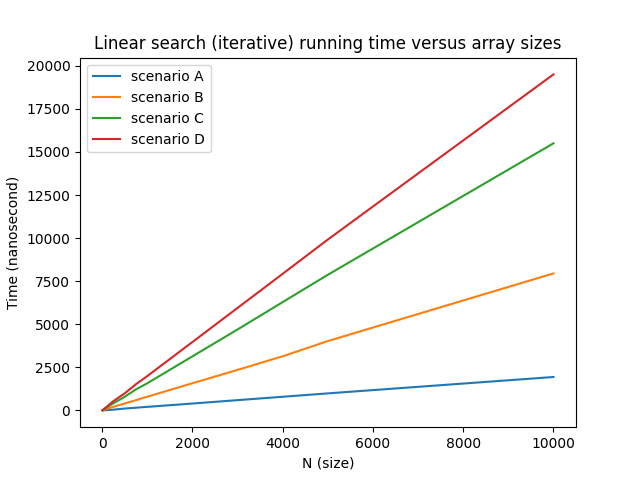 Linear search (iterative) running time versus array sizes
scenario A
scenario B
scenario C
scenario D
Time (nanosecond)
20000
17500
15000
12500
10000
7500
5000
2500
0
0 2000 4000 6000 8000 10000
N (size)